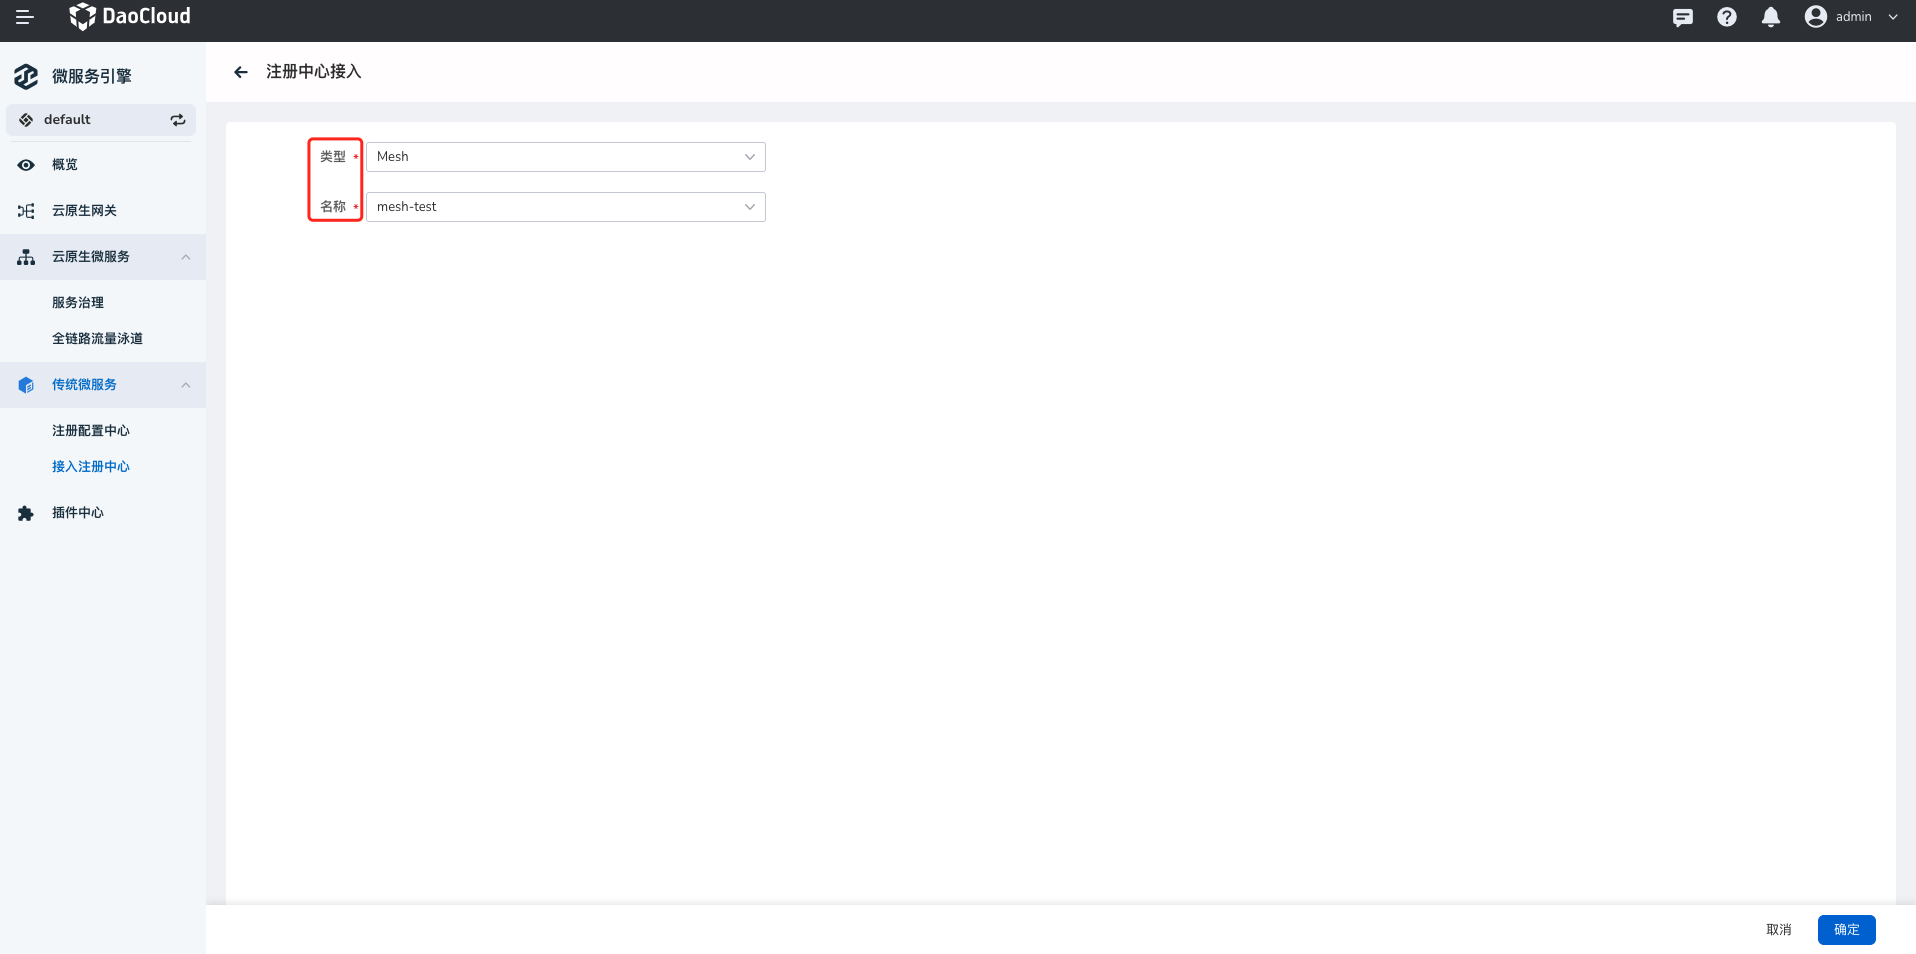 DaoCloud
admin
微服务引擎
default
概览
云原生网关
云原生微服务
服务治理
全链路流量泳道
传统微服务
注册配置中心
接入注册中心
插件中心
注册中心接入
类型 * Mesh
名称 * mesh-test
取消 确定